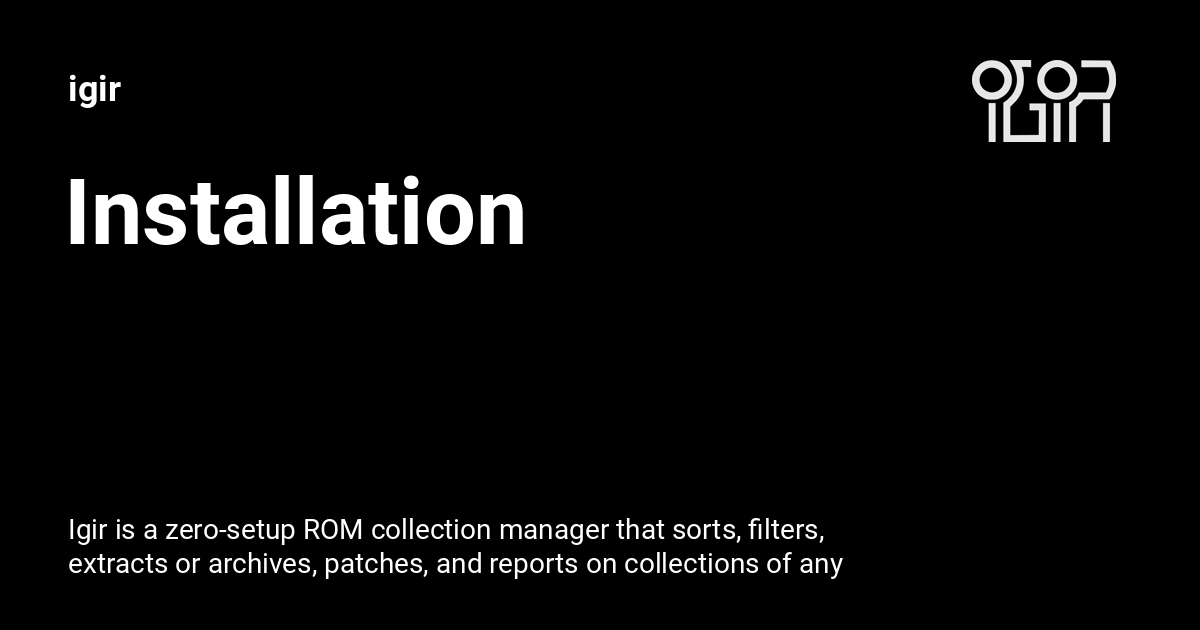 igir
IGIR
Installation
Igir is a zero-setup ROM collection manager that sorts, filters,
extracts or archives, patches, and reports on collections of any